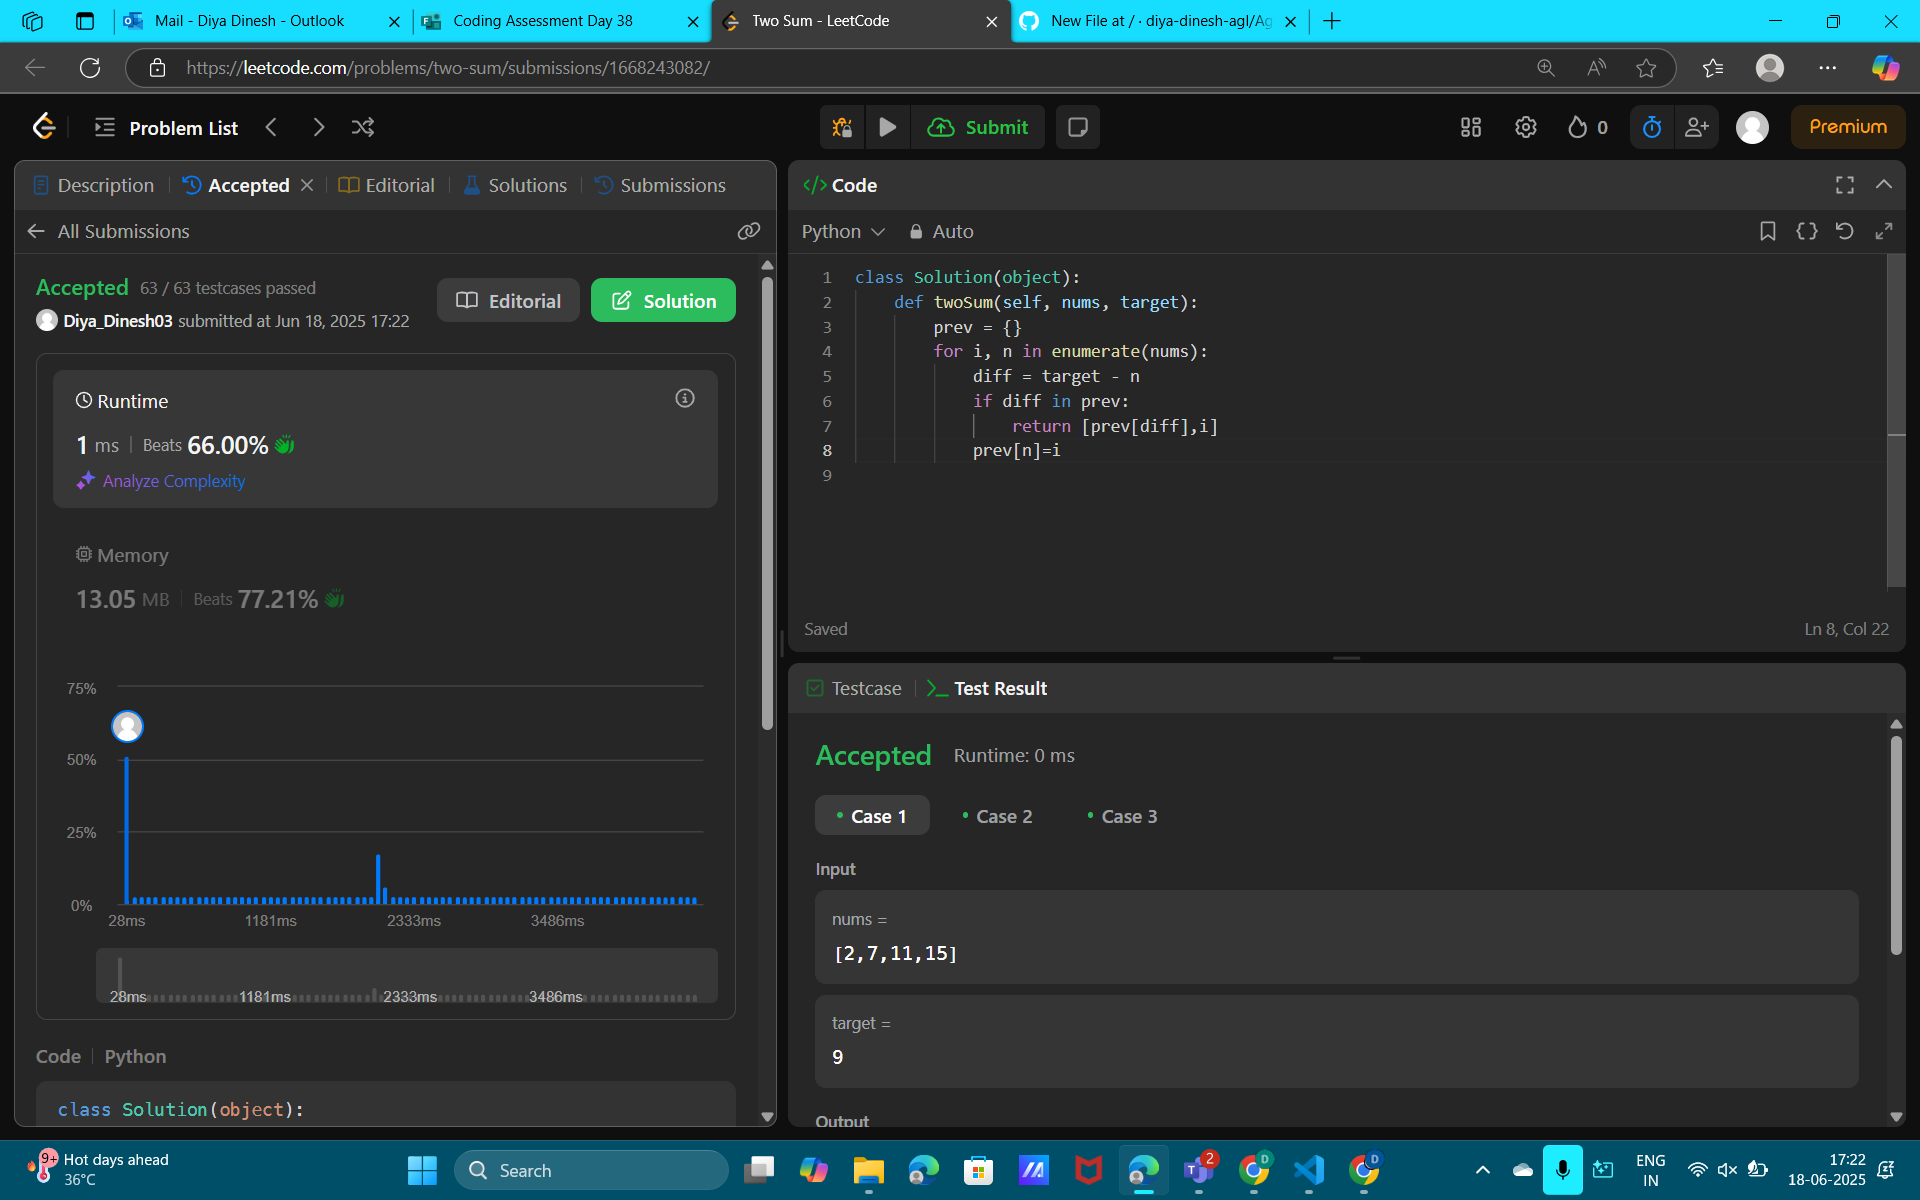 Mail - Diya Dinesh - Outlook
Coding Assessment Day 38
Two Sum - LeetCode
New File at / · diya-dinesh-agl/Ag
https://leetcode.com/problems/two-sum/submissions/1668243082/
Problem List
Submit
0
Premium
Description
Accepted
Editorial
Solutions
Submissions
All Submissions
Accepted 63 / 63 testcases passed
Diya_Dinesh03 submitted at Jun 18, 2025 17:22
Editorial
Solution
Runtime
1 ms | Beats 66.00%
Analyze Complexity
Memory
13.05 MB | Beats 77.21%
75%
50%
25%
0%
28ms 1181ms 2333ms 3486ms
28ms 1181ms 2333ms 3486ms
Code | Python
class Solution(object):
</> Code
Python Auto
1 class Solution(object):
2 def twoSum(self, nums, target):
3 prev = {}
4 for i, n in enumerate(nums):
5 diff = target - n
6 if diff in prev:
7 return [prev[diff],i]
8 prev[n]=i
9
Saved
Ln 8, Col 22
Testcase
Test Result
Accepted Runtime: 0 ms
Case 1 Case 2 Case 3
Input
nums =
[2,7,11,15]
target =
9
Output
9+
Hot days ahead
36°C
Search
2
D
D
ENG
IN
17:22
18-06-2025